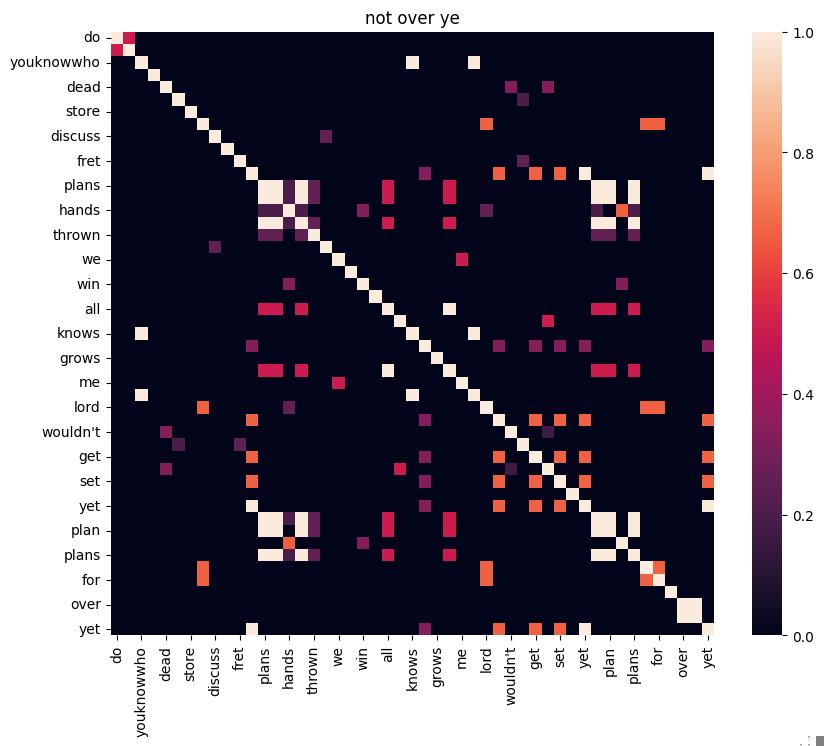 not over ye
do
youknowwho
dead
store
discuss
fret
plans
hands
thrown
we
win
all
knows
grows
me
lord
wouldn't
get
set
yet
plan
plans
for
over
yet
1.0
0.8
0.6
0.4
0.2
0.0
do
youknowwho
dead
store
discuss
fret
plans
hands
thrown
we
win
all
knows
grows
me
lord
wouldn't
get
set
yet
plan
plans
for
over
yet